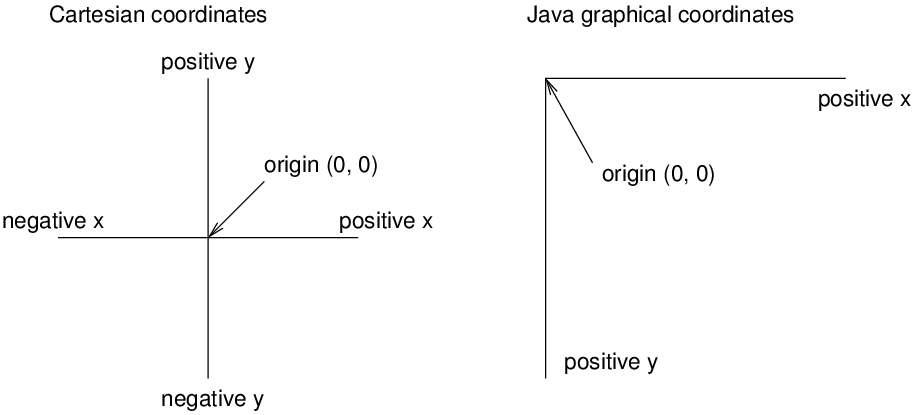 Cartesian coordinates
positive y
origin (0, 0)
negative x
positive x
negative y
Java graphical coordinates
positive x
origin (0, 0)
positive y